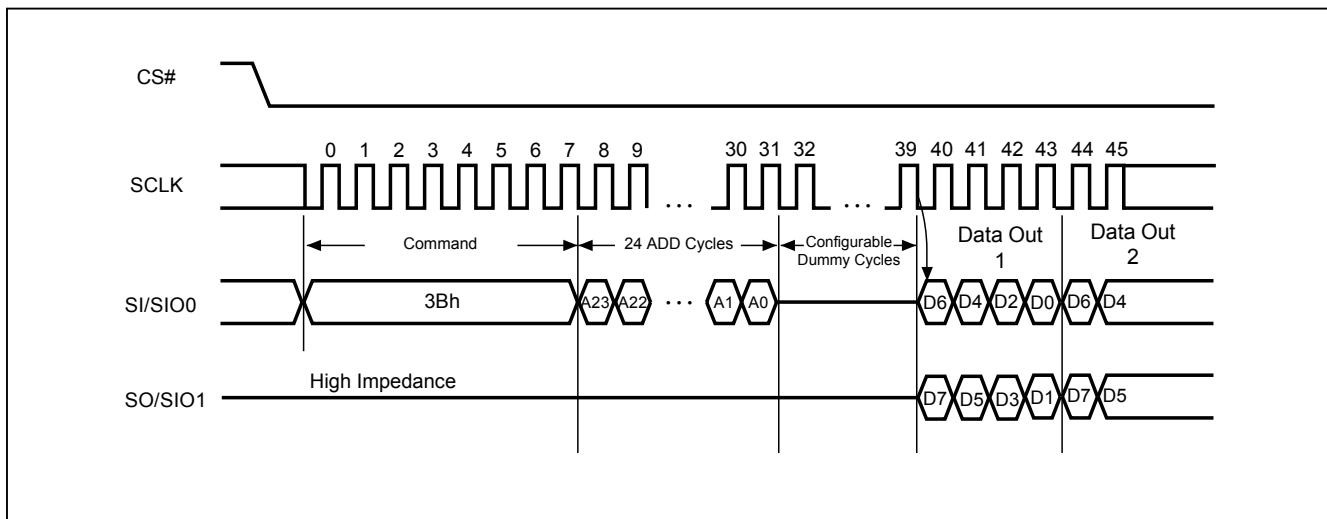 CS#
0 1 2 3 4 5 6 7 8 9 30 31 32 39 40 41 42 43 44 45
SCLK
...
...
Command
24 ADD Cycles
Configurable
Dummy Cycles
Data Out
1
Data Out
2
SI/SIO0
3Bh
A23 A22 ... A1 A0
D6 D4 D2 D0 D6 D4
High Impedance
SO/SIO1
D7 D5 D3 D1 D7 D5